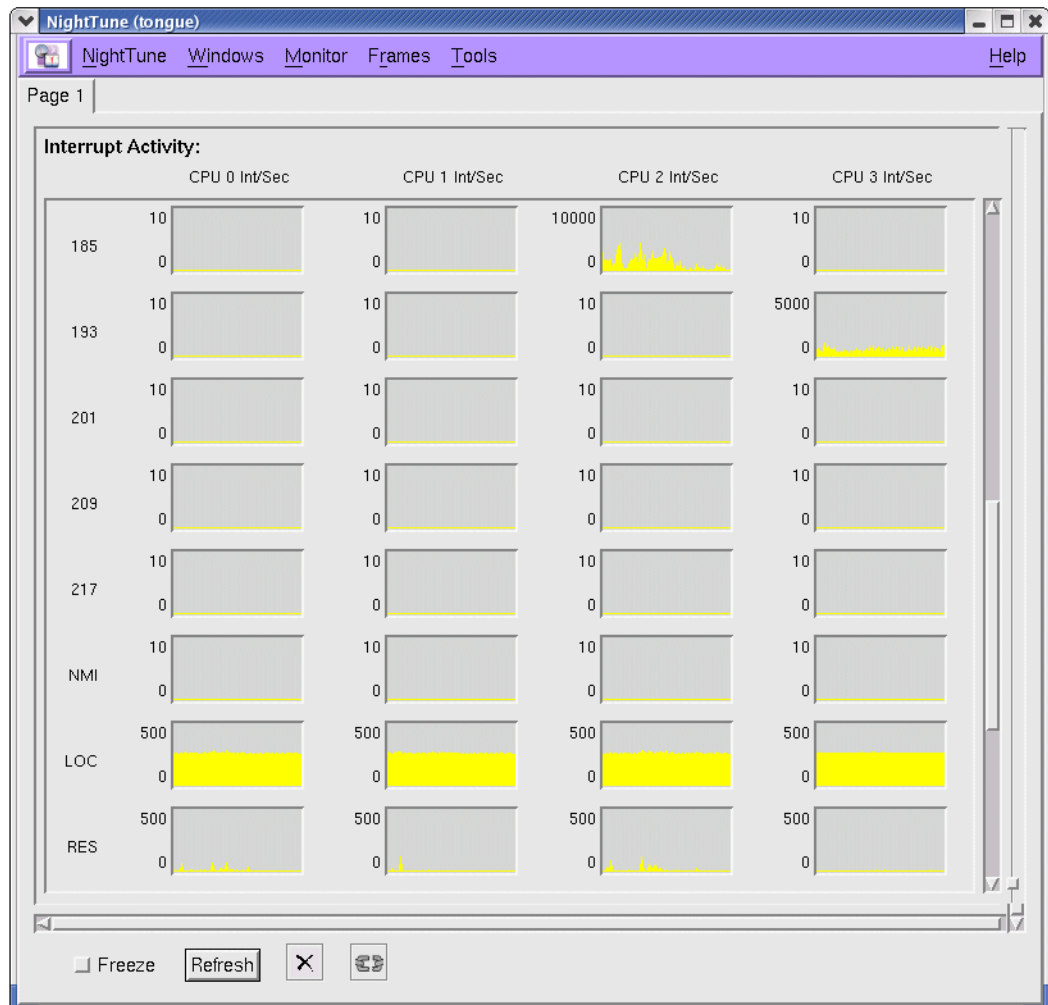 NightTune (tongue)
NightTune Windows Monitor Frames Tools Help
Page 1
Interrupt Activity:
CPU 0 Int/Sec CPU 1 Int/Sec CPU 2 Int/Sec CPU 3 Int/Sec
10 10 10000 10
185
0 0 0 0
10 10 10 5000
193
0 0 0 0
10 10 10 10
201
0 0 0 0
10 10 10 10
209
0 0 0 0
10 10 10 10
217
0 0 0 0
10 10 10 10
NMI
0 0 0 0
500 500 500 500
LOC
0 0 0 0
500 500 500 500
RES
0 0 0 0
Freeze Refresh